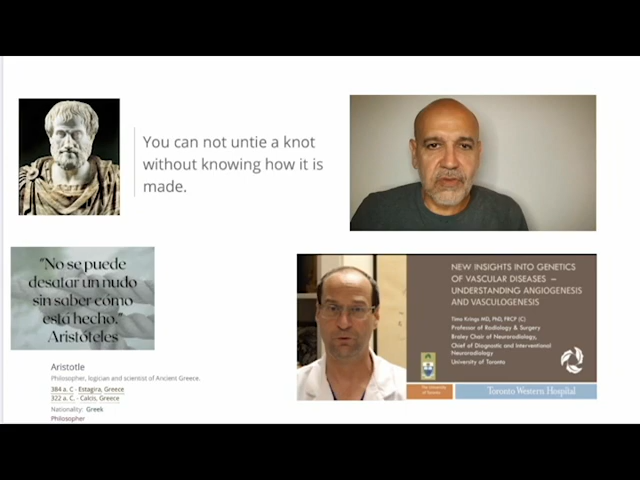 You can not untie a knot
without knowing how it is
made.
"No se puede
desatar un nudo
sin saber cómo
está hecho."
Aristóteles
Aristotle
Philosopher, logician and scientist of Ancient Greece.
384 a. C - Estagira, Greece
322 a. C. - Calcis, Greece
Nationality: Greek
Philosopher
NEW INSIGHTS INTO GENETICS
OF VASCULAR DISEASES –
UNDERSTANDING ANGIOGENESIS
AND VASCULOGENESIS
Timo Krings MD, PhD, FRCP (C)
Professor of Radiology & Surgery
Braley Chair of Neuroradiology,
Chief of Diagnostic and Interventional
Neuroradiology
University of Toronto
The University
of Toronto
Toronto Western Hospital